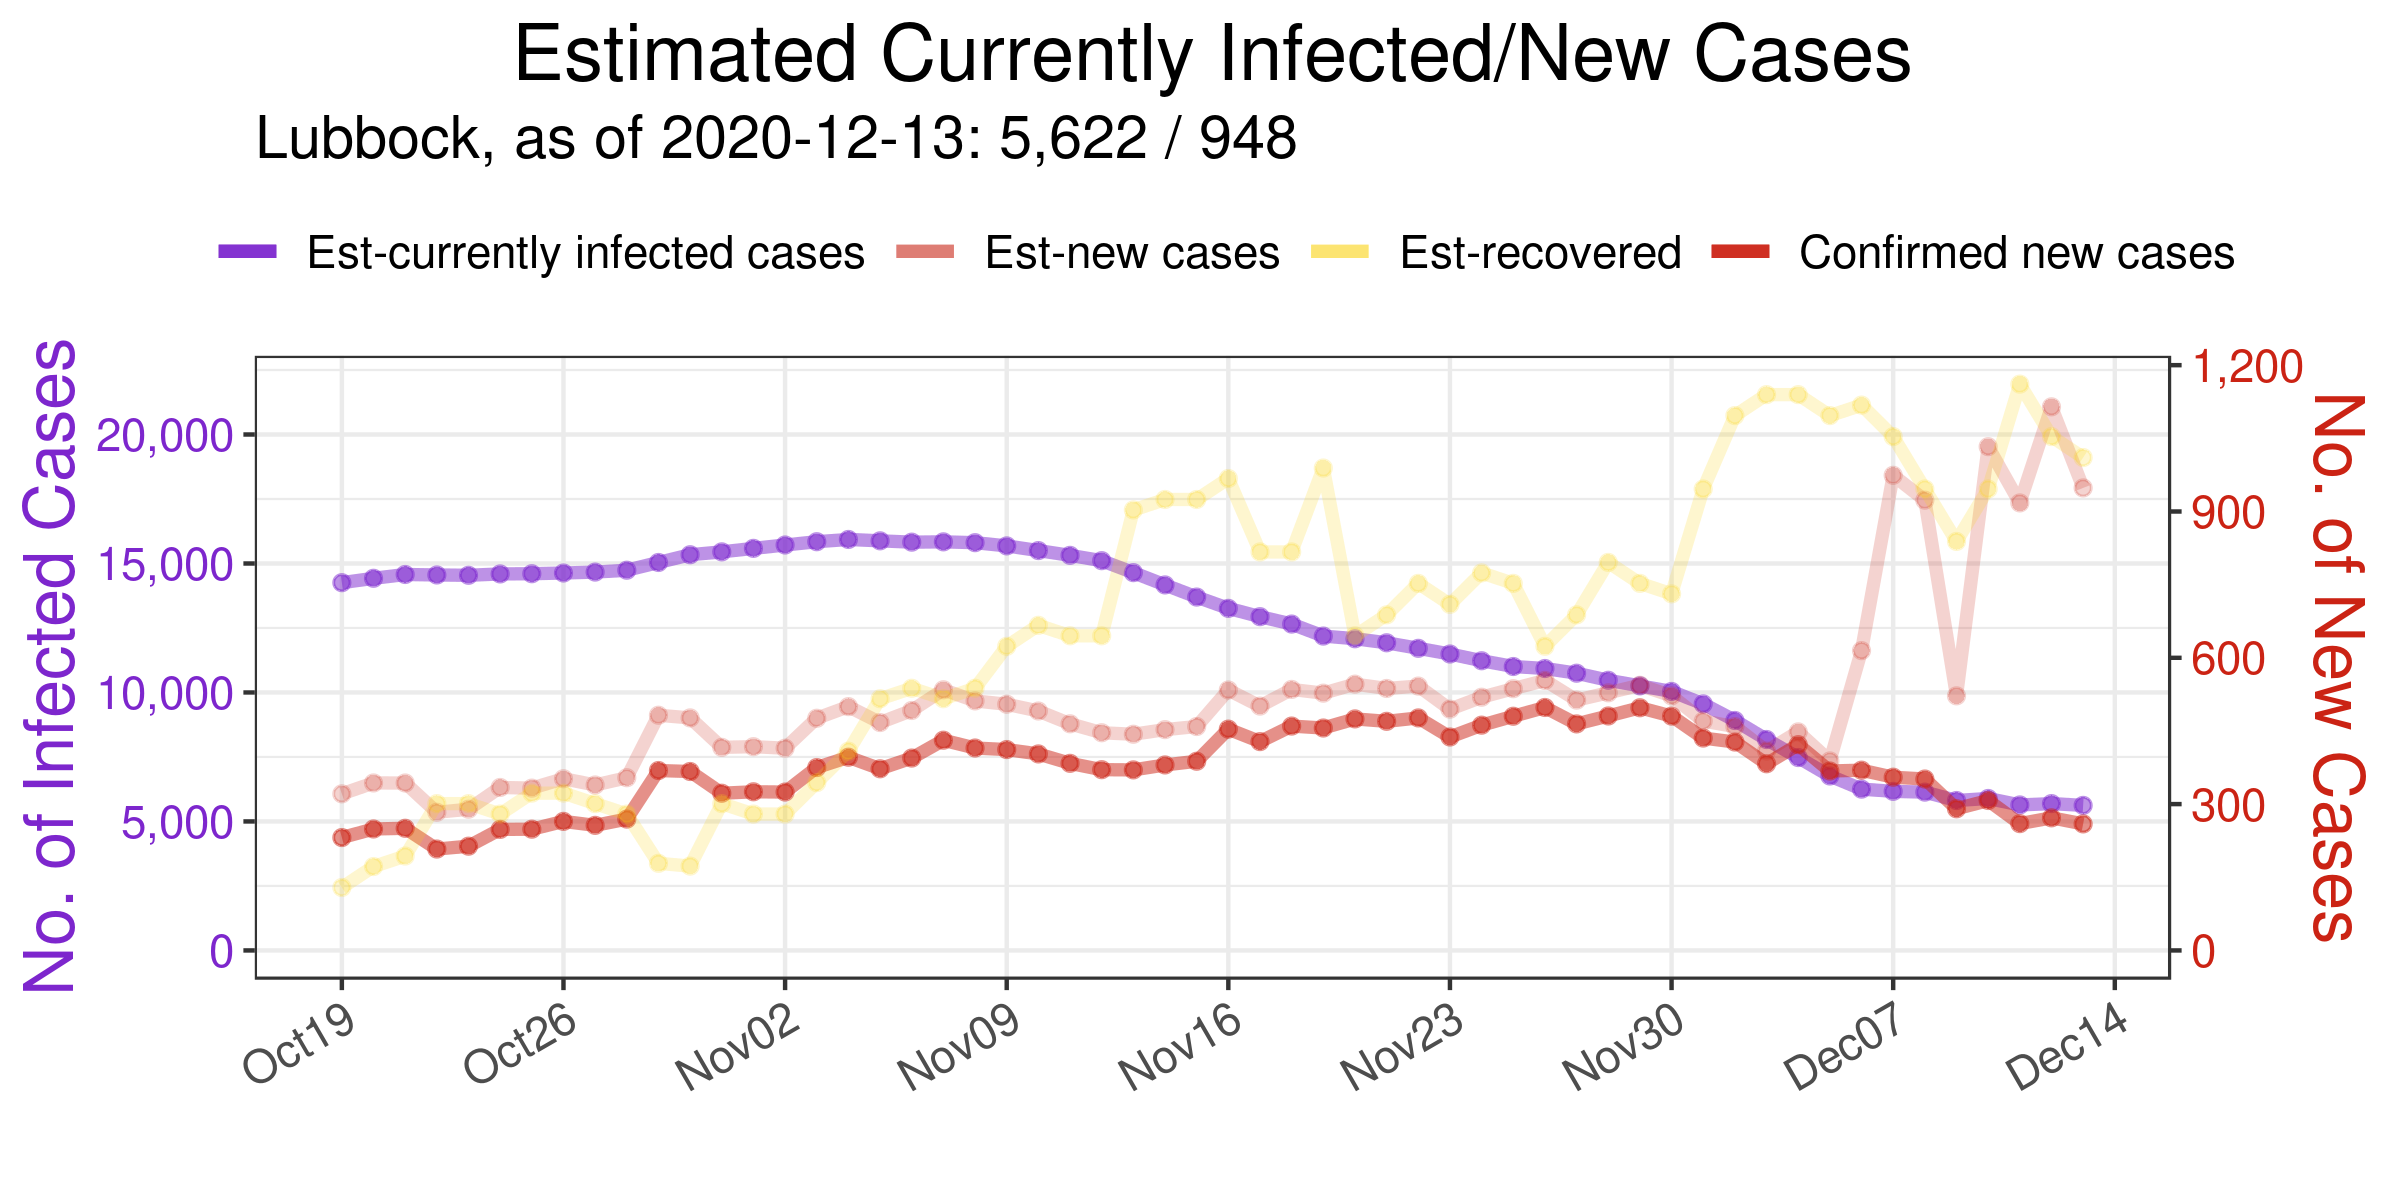 Estimated Currently Infected/New Cases
Lubbock, as of 2020-12-13: 5,622 / 948
Est-currently infected cases Est-new cases Est-recovered Confirmed new cases
No. of Infected Cases
20,000
15,000
10,000
5,000
0
1,200
900
600
300
0
No. of New Cases
Oct19 Oct26 Nov02 Nov09 Nov16 Nov23 Nov30 Dec07 Dec14